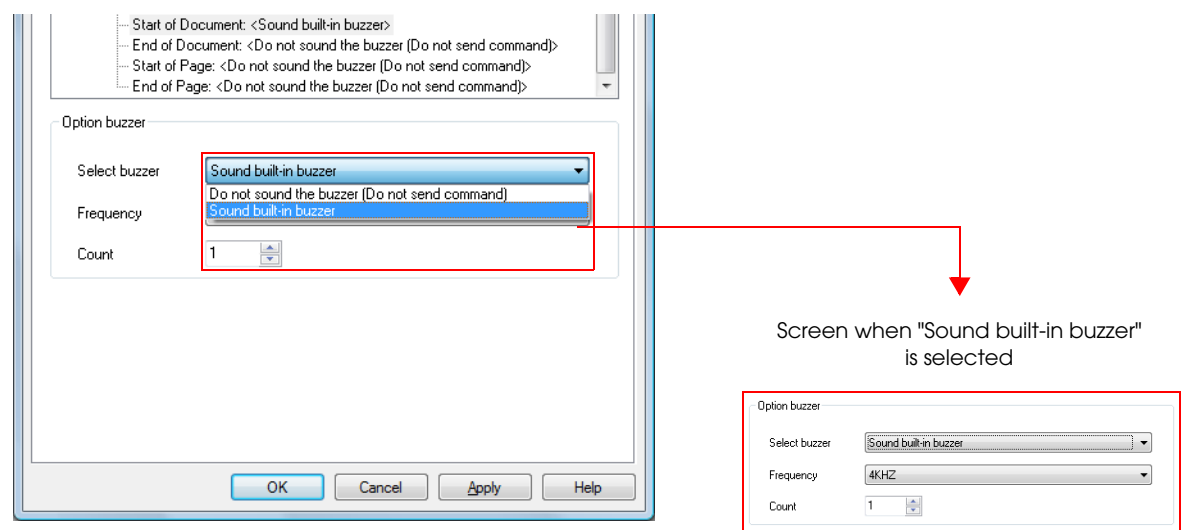 Start of Document: <Sound built-in buzzer>
End of Document: <Do not sound the buzzer (Do not send command)>
Start of Page: <Do not sound the buzzer (Do not send command)>
End of Page: <Do not sound the buzzer (Do not send command)>
Option buzzer
Select buzzer Sound built-in buzzer
Do not sound the buzzer (Do not send command)
Sound built-in buzzer
Frequency
Count 1
OK Cancel Apply Help
Screen when "Sound built-in buzzer"
is selected
Option buzzer
Select buzzer Sound built-in buzzer
Frequency 4KHZ
Count 1